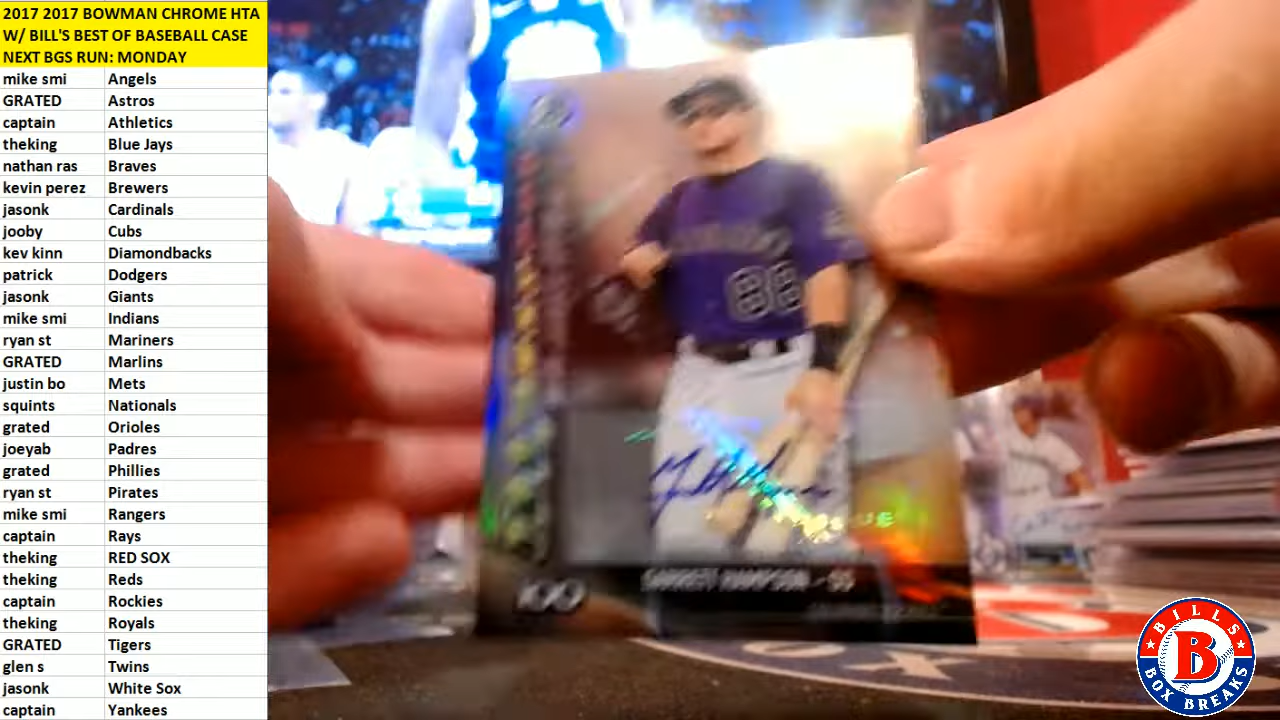 2017 2017 BOWMAN CHROME HTA
W/ BILL'S BEST OF BASEBALL CASE
NEXT BGS RUN: MONDAY
mike smi Angels
GRATED Astros
captain Athletics
theking Blue Jays
nathan ras Braves
kevin perez Brewers
jasonk Cardinals
jooby Cubs
kev kinn Diamondbacks
patrick Dodgers
jasonk Giants
mike smi Indians
ryan st Mariners
GRATED Marlins
justin bo Mets
squints Nationals
grated Orioles
joeyab Padres
grated Phillies
ryan st Pirates
mike smi Rangers
captain Rays
theking RED SOX
theking Reds
captain Rockies
theking Royals
GRATED Tigers
glen s Twins
jasonk White Sox
captain Yankees
88
GARRETT HAMPSON - SS
100
BILLS
B
BOX BREAKS